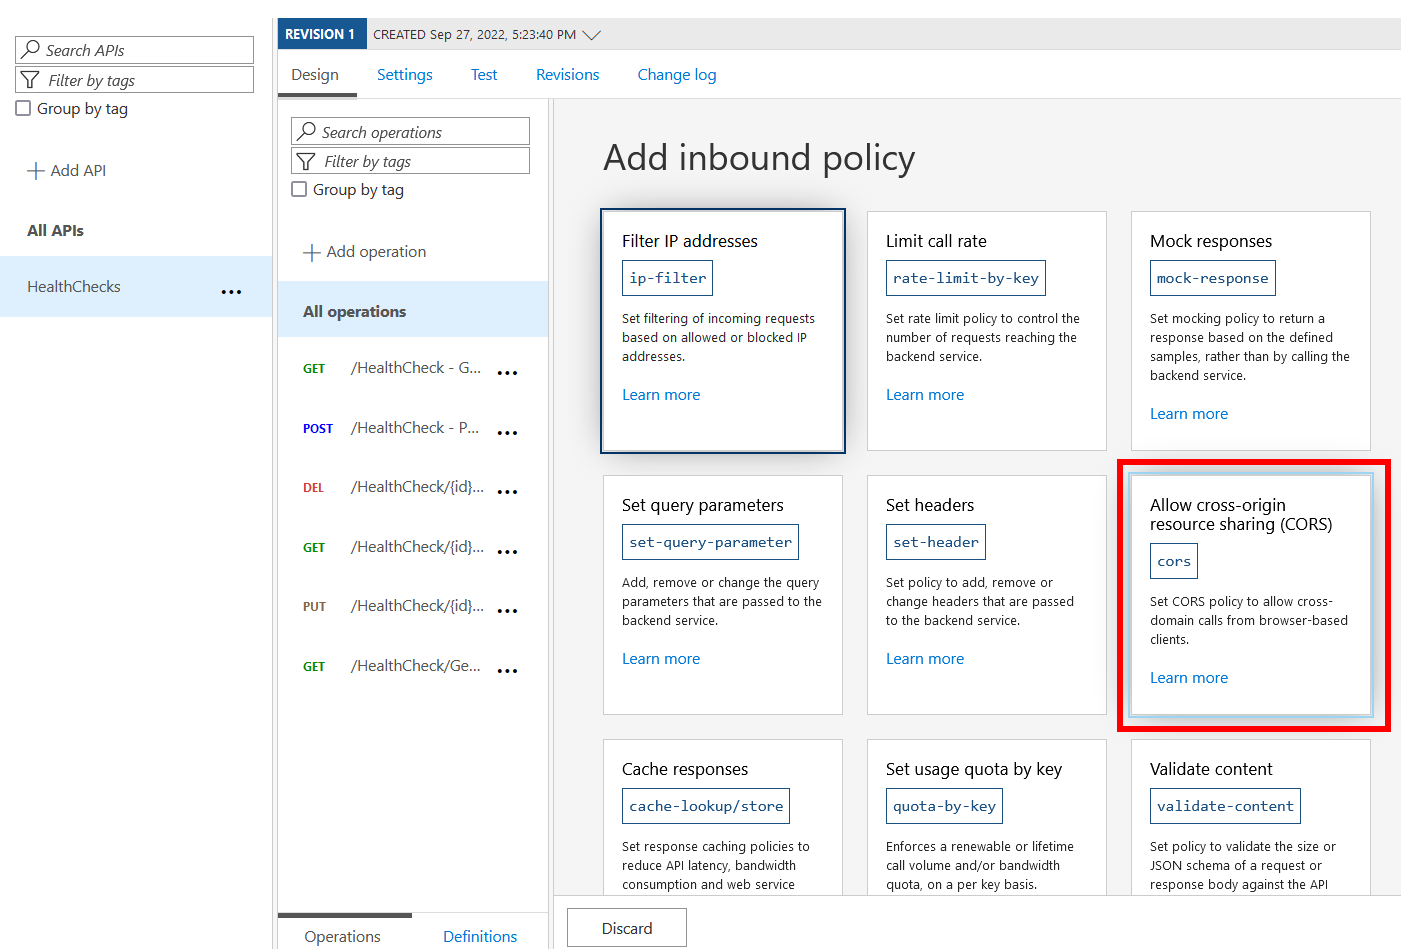 REVISION 1
CREATED Sep 27, 2022, 5:23:40 PM
Search APIs
Filter by tags
Group by tag
Add API
All APIs
HealthChecks
...
Design
Settings
Test
Revisions
Change log
Search operations
Filter by tags
Group by tag
Add operation
All operations
GET /HealthCheck - G... ...
POST /HealthCheck - P... ...
DEL /HealthCheck/{id}... ...
GET /HealthCheck/{id}... ...
PUT /HealthCheck/{id}... ...
GET /HealthCheck/Ge... ...
Operations
Definitions
Add inbound policy
Filter IP addresses
ip-filter
Set filtering of incoming requests
based on allowed or blocked IP
addresses.
Learn more
Limit call rate
rate-limit-by-key
Set rate limit policy to control the
number of requests reaching the
backend service.
Learn more
Mock responses
mock-response
Set mocking policy to return a
response based on the defined
samples, rather than by calling the
backend service.
Learn more
Set query parameters
set-query-parameter
Add, remove or change the query
parameters that are passed to the
backend service.
Learn more
Set headers
set-header
Set policy to add, remove or
change headers that are passed
to the backend service.
Learn more
Allow cross-origin
resource sharing (CORS)
cors
Set CORS policy to allow cross-
domain calls from browser-based
clients.
Learn more
Cache responses
cache-lookup/store
Set response caching policies to
reduce API latency, bandwidth
consumption and web service
Set usage quota by key
quota-by-key
Enforces a renewable or lifetime
call volume and/or bandwidth
quota, on a per key basis.
Validate content
validate-content
Set policy to validate the size or
JSON schema of a request or
response body against the API
Discard